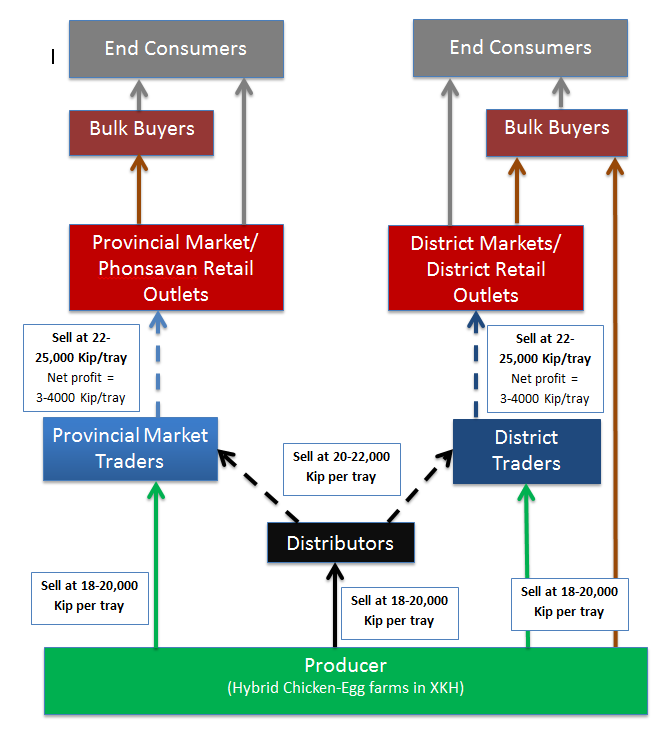 End Consumers
End Consumers
Bulk Buyers
Bulk Buyers
Provincial Market/
Phonsavan Retail
Outlets
District Markets/
District Retail
Outlets
Sell at 22-
25,000 Kip/tray
Net profit =
3-4000 Kip/tray
Sell at 22-
25,000 Kip/tray
Net profit =
3-4000 Kip/tray
Provincial Market
Traders
District
Traders
Sell at 20-22,000
Kip per tray
Distributors
Sell at 18-20,000
Kip per tray
Sell at 18-20,000
Kip per tray
Sell at 18-20,000
Kip per tray
Producer
(Hybrid Chicken-Egg farms in XKH)